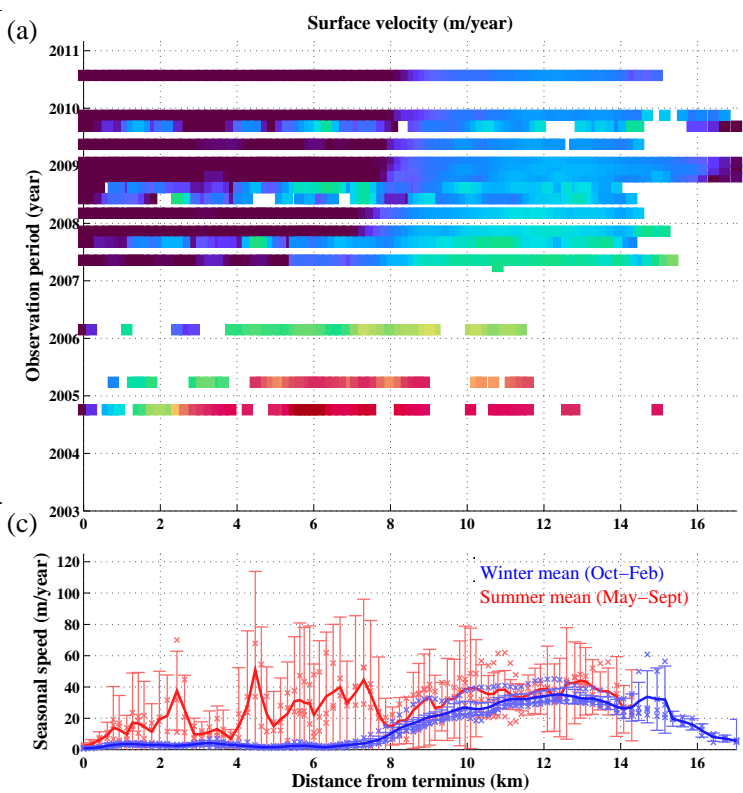 (a)
Surface velocity (m/year)
Observation period (year)
2011
2010
2009
2008
2007
2006
2005
2004
2003
0 2 4 6 8 10 12 14 16
(c)
Seasonal speed (m/year)
120
100
80
60
40
20
0
Winter mean (Oct–Feb)
Summer mean (May–Sept)
0 2 4 6 8 10 12 14 16
Distance from terminus (km)